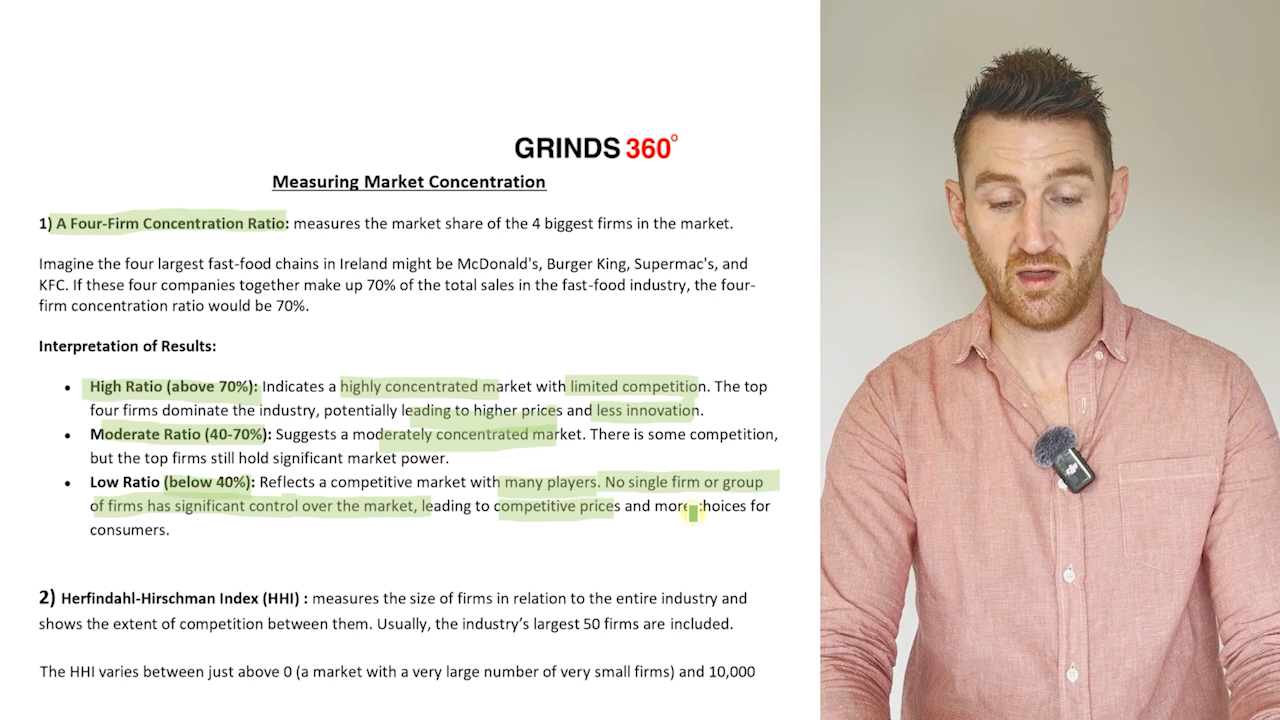 GRINDS 360°
Measuring Market Concentration
1) A Four-Firm Concentration Ratio: measures the market share of the 4 biggest firms in the market.
Imagine the four largest fast-food chains in Ireland might be McDonald's, Burger King, Supermac's, and
KFC. If these four companies together make up 70% of the total sales in the fast-food industry, the four-
firm concentration ratio would be 70%.
Interpretation of Results:
• High Ratio (above 70%): Indicates a highly concentrated market with limited competition. The top
four firms dominate the industry, potentially leading to higher prices and less innovation.
• Moderate Ratio (40-70%): Suggests a moderately concentrated market. There is some competition,
but the top firms still hold significant market power.
• Low Ratio (below 40%): Reflects a competitive market with many players. No single firm or group
of firms has significant control over the market, leading to competitive prices and more choices for
consumers.
2) Herfindahl-Hirschman Index (HHI) : measures the size of firms in relation to the entire industry and
shows the extent of competition between them. Usually, the industry’s largest 50 firms are included.
The HHI varies between just above 0 (a market with a very large number of very small firms) and 10,000